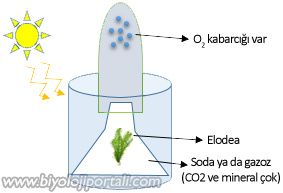 O₂ kabarcığı var
Elodea
Soda ya da gazoz
(CO2 ve mineral çok)
www.biyolojiportali.com